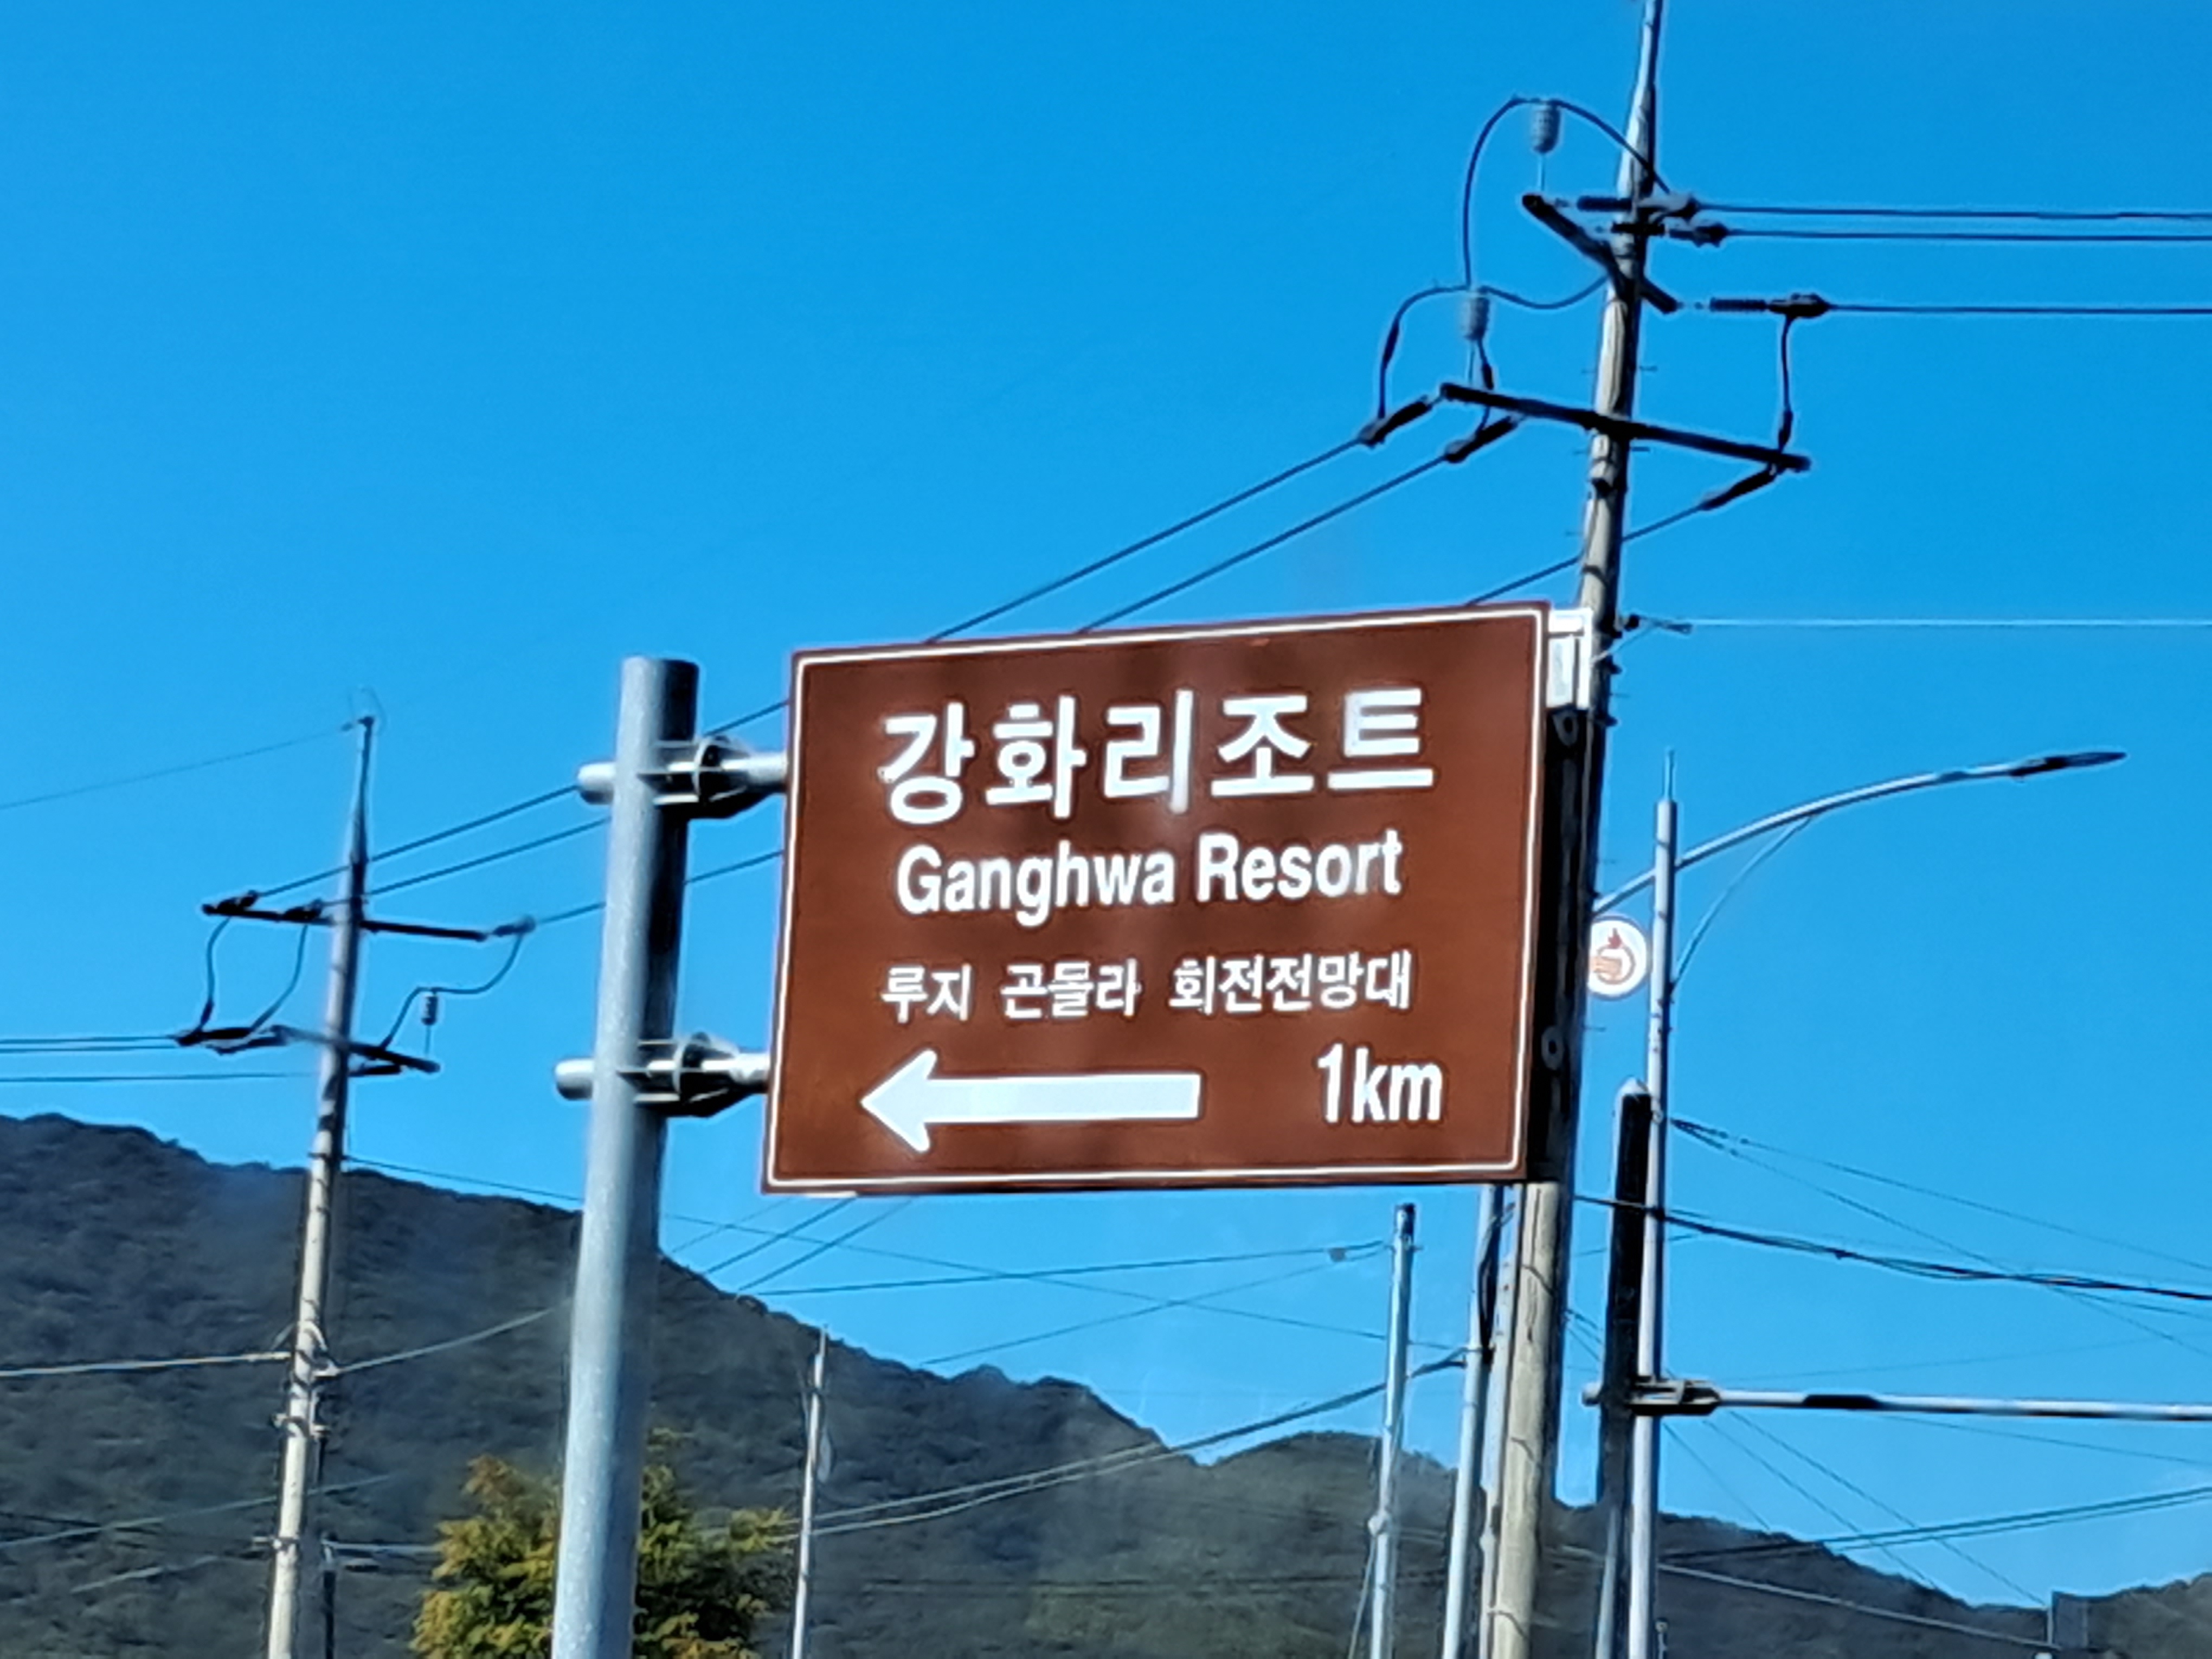 강화리조트
Ganghwa Resort
루지 곤돌라 회전전망대
1km